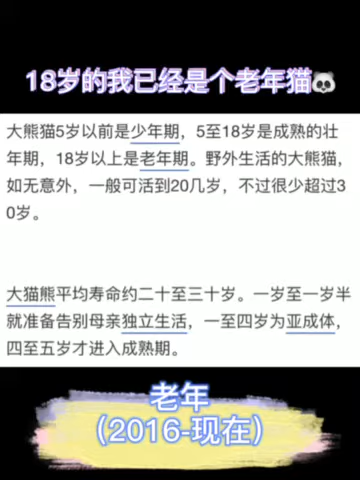 18岁的我已经是个老年猫🐼
大熊猫5岁以前是少年期，5至18岁是成熟的壮
年期，18岁以上是老年期。野外生活的大熊猫，
如无意外，一般可活到20几岁，不过很少超过3
0岁。
大猫熊平均寿命约二十至三十岁。一岁至一岁半
就准备告别母亲独立生活，一至四岁为亚成体，
四至五岁才进入成熟期。
老年
（2016-现在）